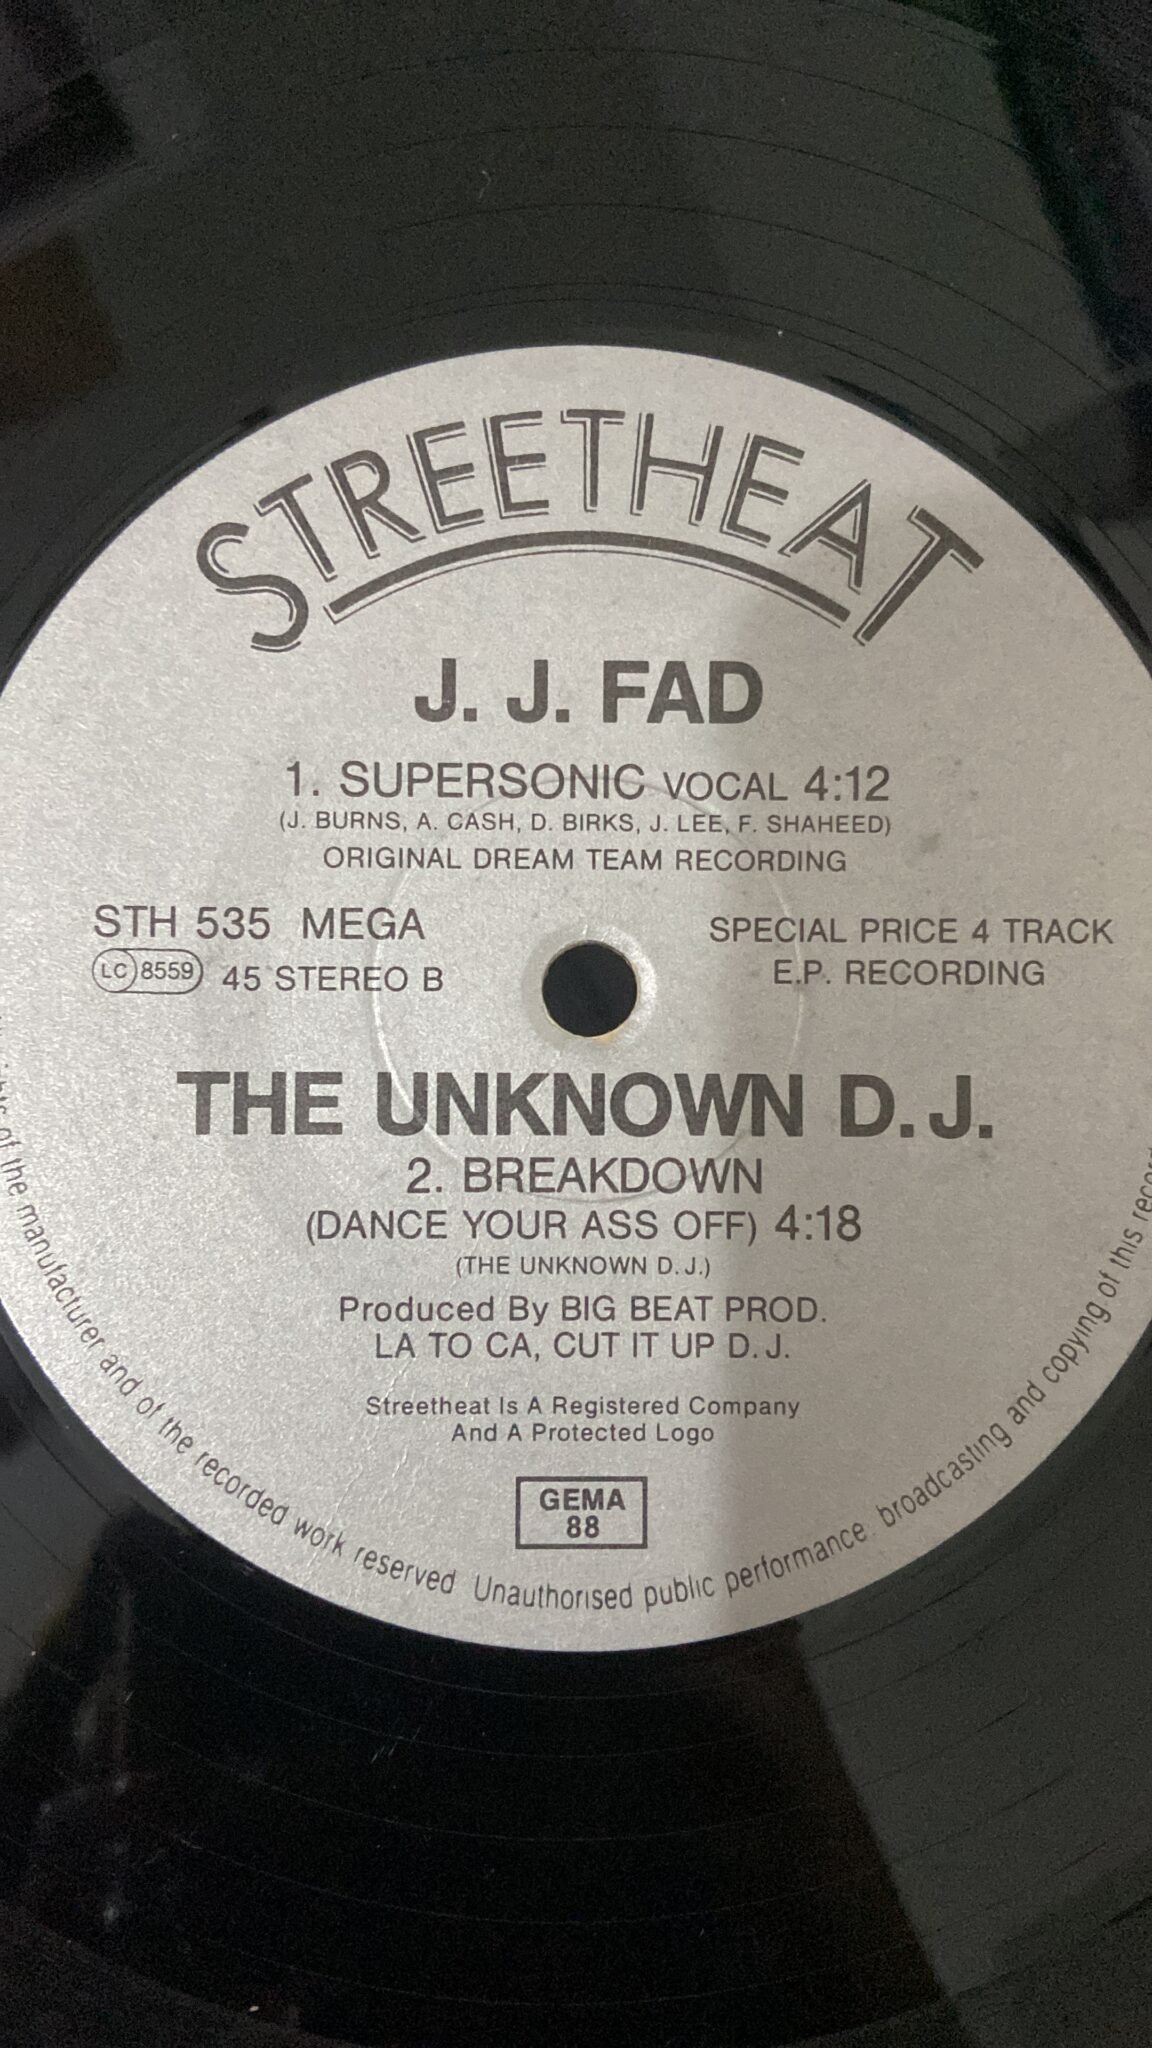 STREETHEAT
J. J. FAD
1. SUPERSONIC VOCAL 4:12
(J. BURNS, A. CASH, D. BIRKS, J. LEE, F. SHAHEED)
ORIGINAL DREAM TEAM RECORDING
STH 535 MEGA
LC 8559 45 STEREO B
SPECIAL PRICE 4 TRACK
E.P. RECORDING
THE UNKNOWN D.J.
2. BREAKDOWN
(DANCE YOUR ASS OFF) 4:18
(THE UNKNOWN D.J.)
Produced By BIG BEAT PROD.
LA TO CA, CUT IT UP D.J.
Streetheat Is A Registered Company
And A Protected Logo
GEMA
88
of the manufacturer and of the recorded work reserved Unauthorised public performance, broadcasting and copying of this record